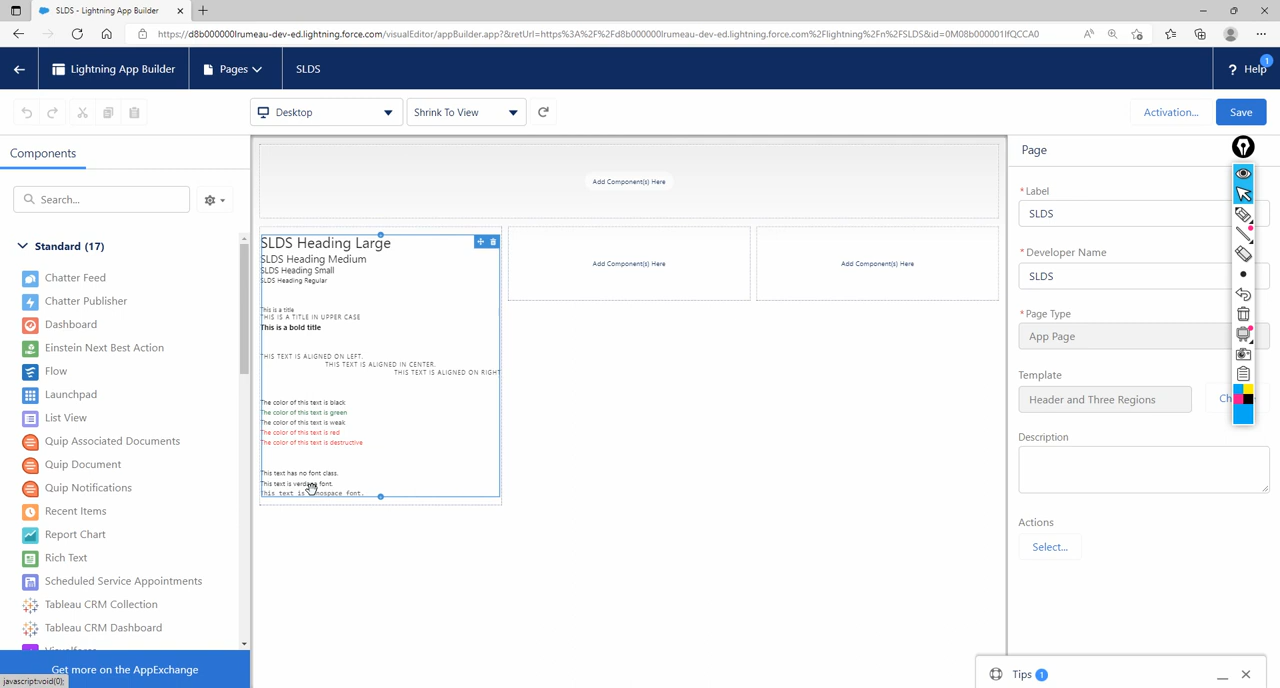 SLDS - Lightning App Builder
https://d8b000000lrumeau-dev-ed.lightning.force.com/visualEditor/appBuilder.app?&retUrl=https%3A%2F%2Fd8b000000lrumeau-dev-ed.lightning.force.com%2Flightning%2Fn%2FSLDS&id=0M08b000001lfQCCA0
Lightning App Builder
Pages
SLDS
? Help
1
Desktop
Shrink To View
Activation...
Save
Components
Search...
Standard (17)
Chatter Feed
Chatter Publisher
Dashboard
Einstein Next Best Action
Flow
Launchpad
List View
Quip Associated Documents
Quip Document
Quip Notifications
Recent Items
Report Chart
Rich Text
Scheduled Service Appointments
Tableau CRM Collection
Tableau CRM Dashboard
Get more on the AppExchange
javascript:void(0);
Add Component(s) Here
SLDS Heading Large
SLDS Heading Medium
SLDS Heading Small
SLDS Heading Regular
This is a title
THIS IS A TITLE IN UPPER CASE
This is a bold title
THIS TEXT IS ALIGNED ON LEFT.
THIS TEXT IS ALIGNED IN CENTER.
THIS TEXT IS ALIGNED ON RIGHT
The color of this text is black
The color of this text is green
The color of this text is weak
The color of this text is red
The color of this text is destructive
This text has no font class.
This text is verdana font.
This text is monospace font.
Add Component(s) Here
Add Component(s) Here
Page
*Label
SLDS
*Developer Name
SLDS
*Page Type
App Page
Template
Header and Three Regions
Description
Actions
Select...
Tips 1